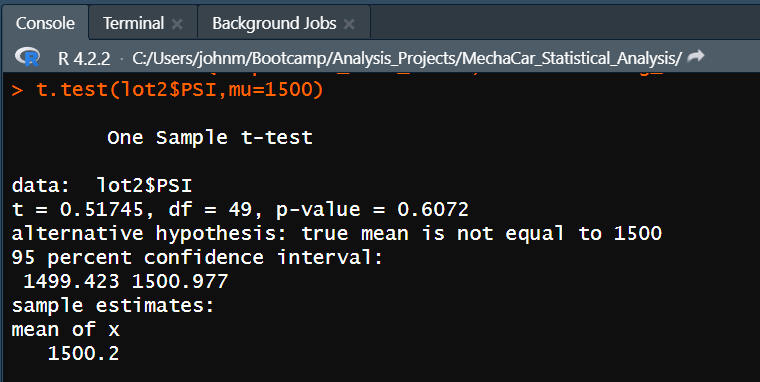 Console Terminal Background Jobs
R R 4.2.2 · C:/Users/johnm/Bootcamp/Analysis_Projects/MechaCar_Statistical_Analysis/
> t.test(lot2$PSI,mu=1500)
One Sample t-test
data:  lot2$PSI
t = 0.51745, df = 49, p-value = 0.6072
alternative hypothesis: true mean is not equal to 1500
95 percent confidence interval:
1499.423 1500.977
sample estimates:
mean of x
1500.2